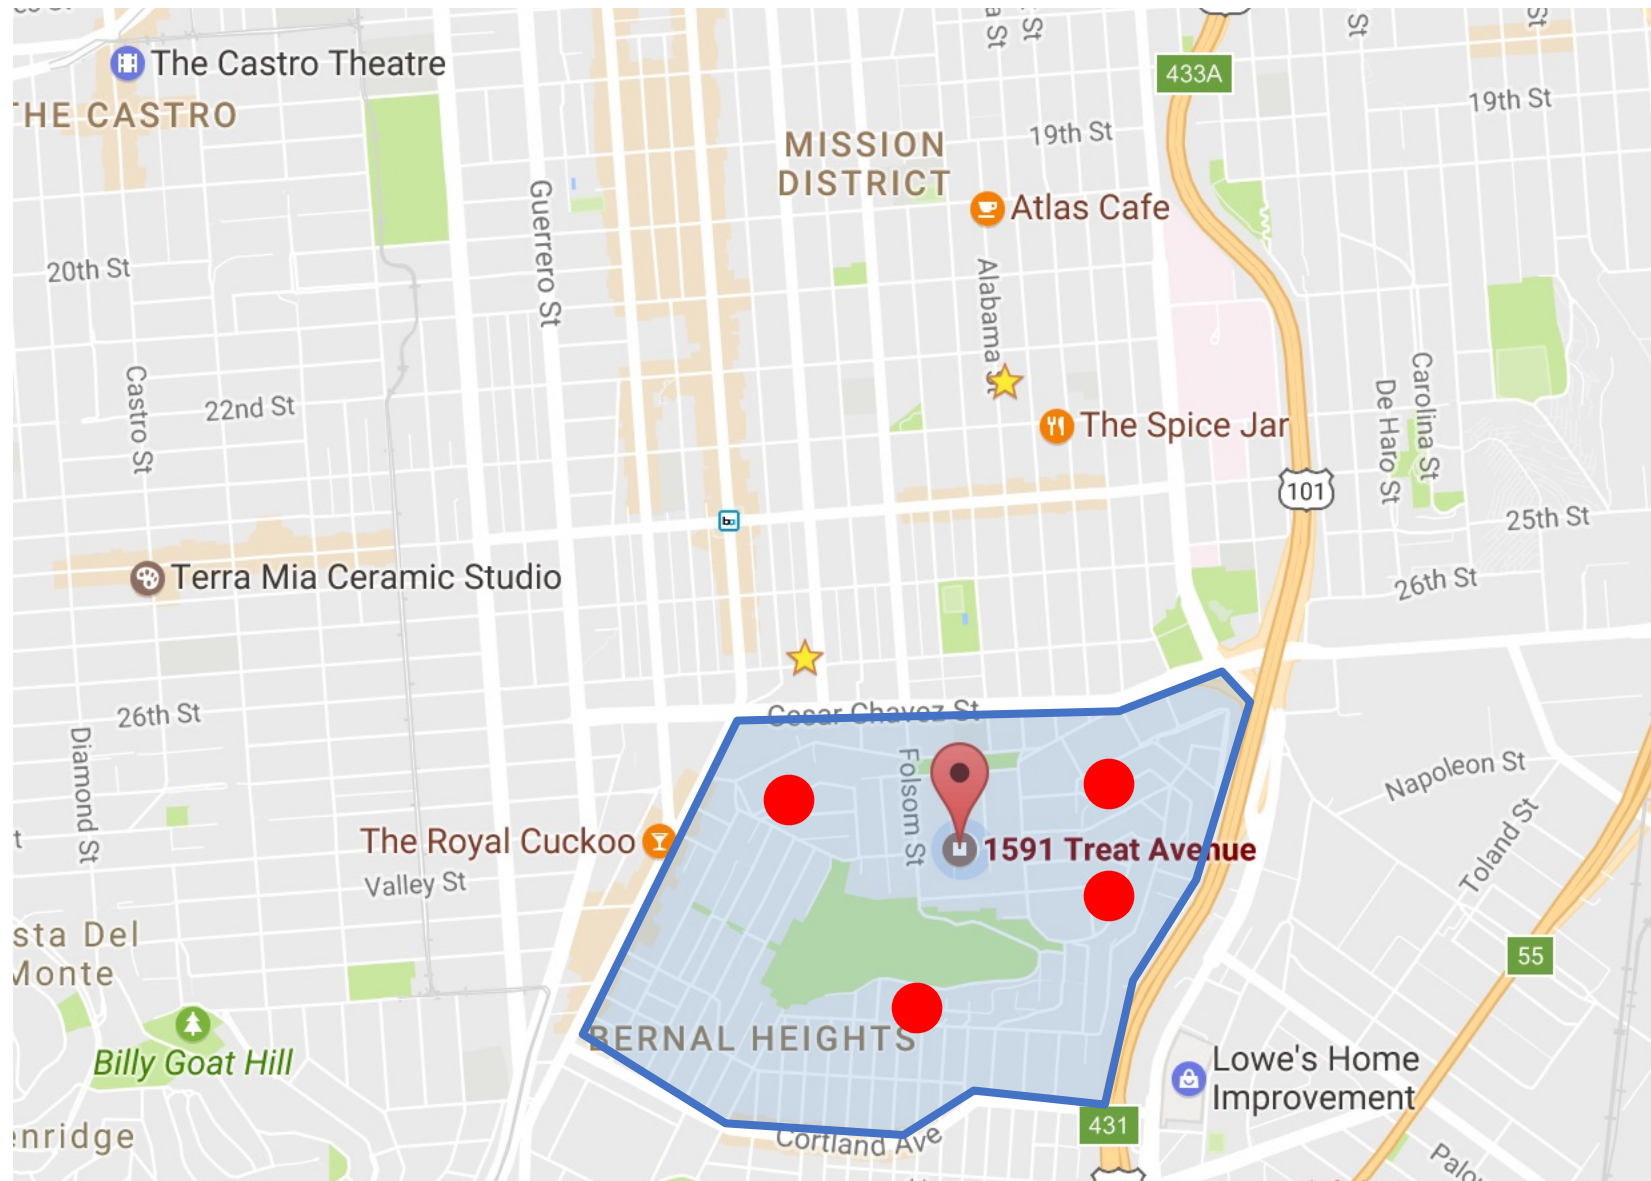 The Castro Theatre
THE CASTRO
433A
19th St
19th St
MISSION
DISTRICT
Atlas Cafe
Guerrero St
20th St
Alabama St
Castro St
22nd St
The Spice Jar
Carolina St
De Haro St
101
25th St
26th St
Terra Mia Ceramic Studio
26th St
Cesar Chavez St
Diamond St
Folsom St
Napoleon St
The Royal Cuckoo
1591 Treat Avenue
Toland St
Valley St
sta Del
Monte
55
BERNAL HEIGHTS
Billy Goat Hill
Lowe's Home
Improvement
431
Cortland Ave
enridge
Palou